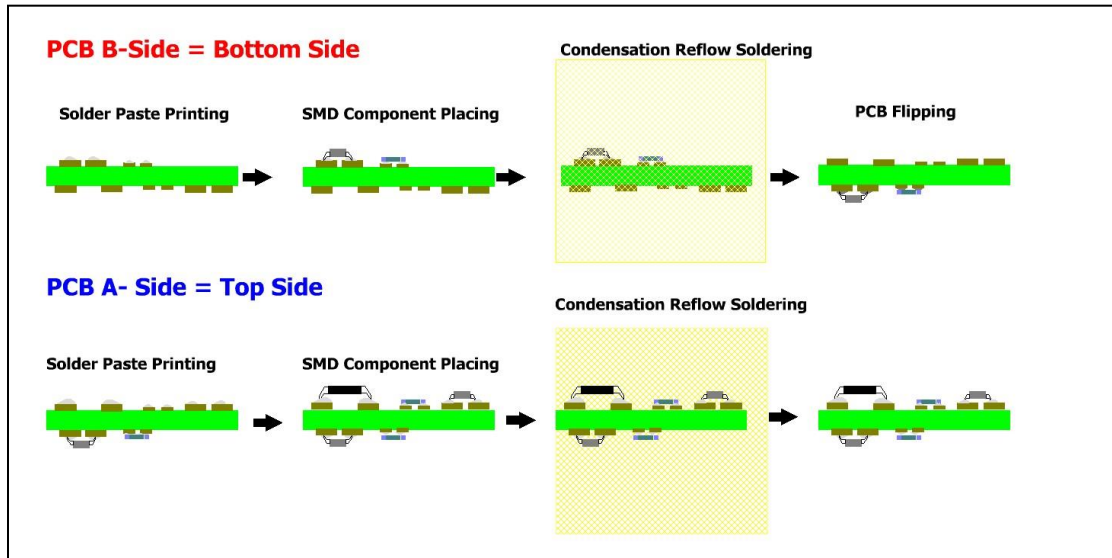 PCB B-Side = Bottom Side
Condensation Reflow Soldering
Solder Paste Printing
SMD Component Placing
PCB Flipping
PCB A- Side = Top Side
Condensation Reflow Soldering
Solder Paste Printing
SMD Component Placing